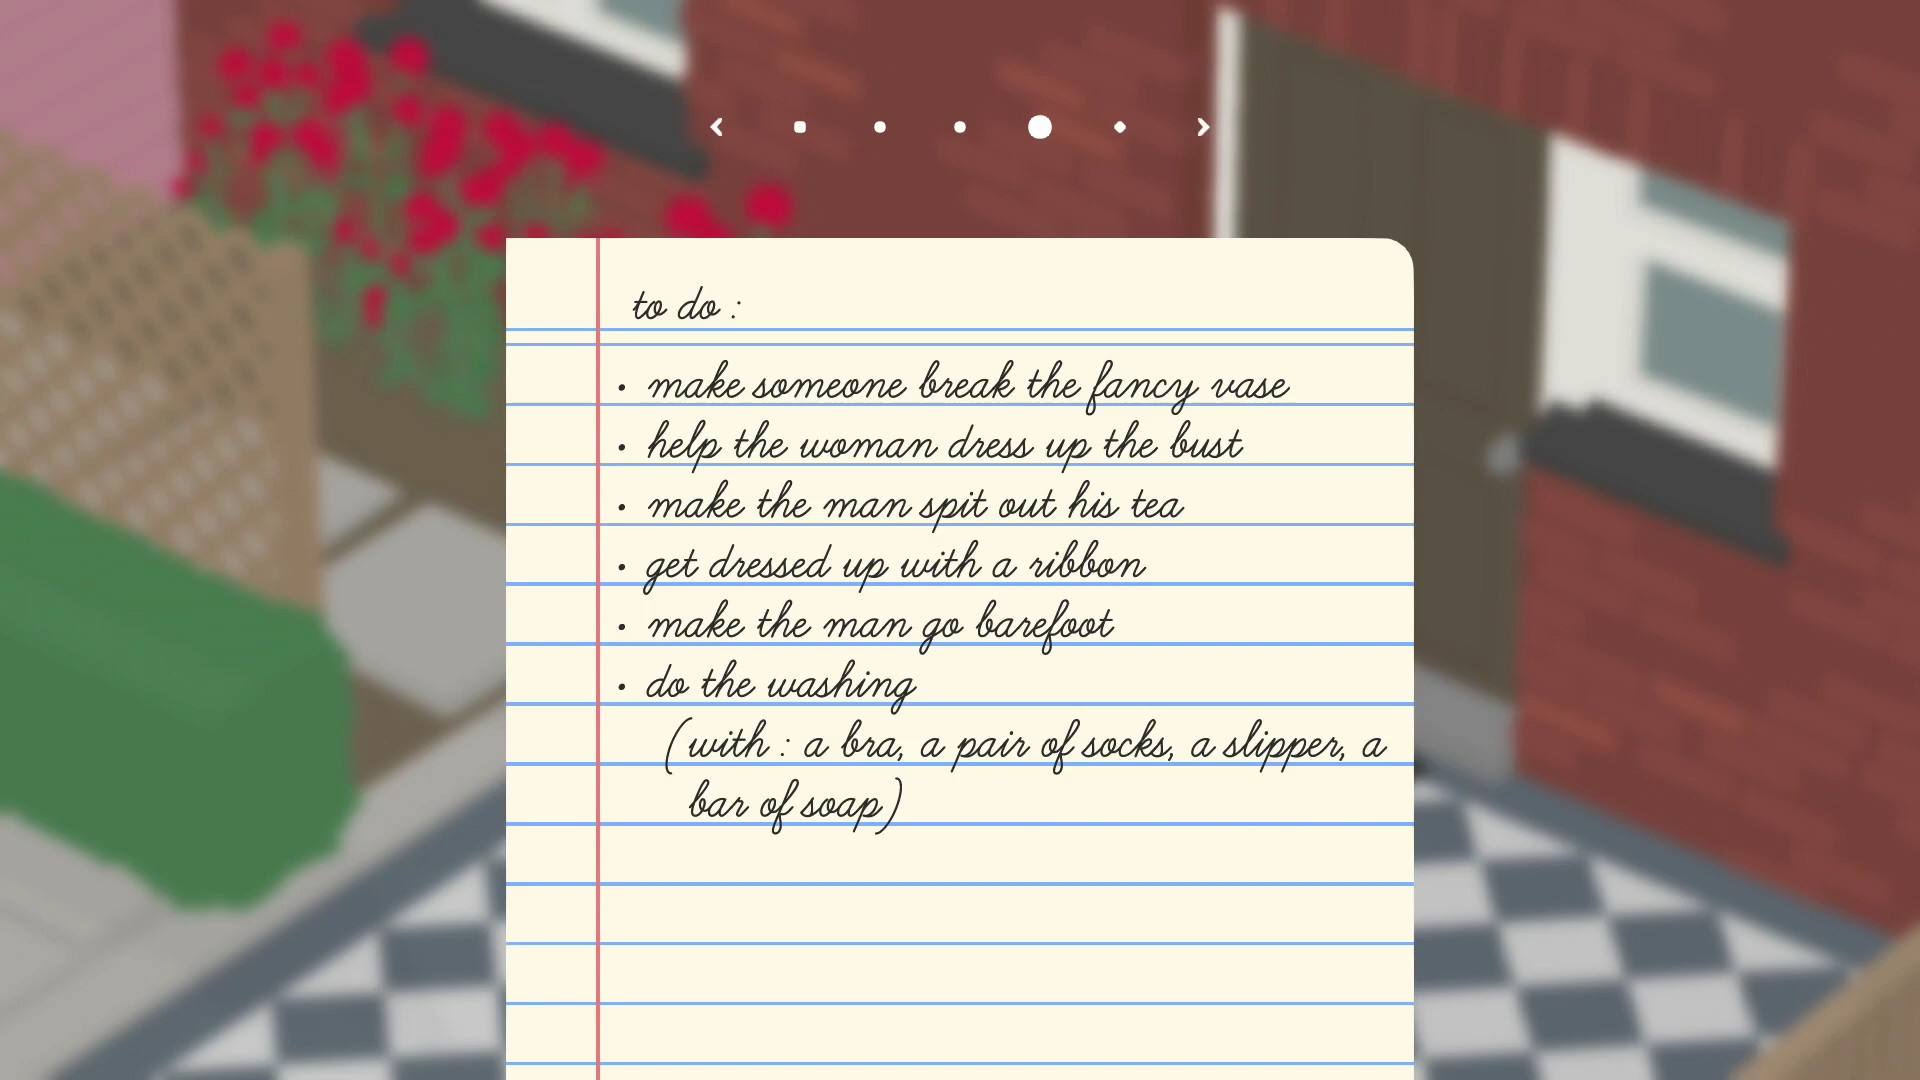 to do :
• make someone break the fancy vase
• help the woman dress up the bust
• make the man spit out his tea
• get dressed up with a ribbon
• make the man go barefoot
• do the washing
(with : a bra, a pair of socks, a slipper, a
bar of soap)